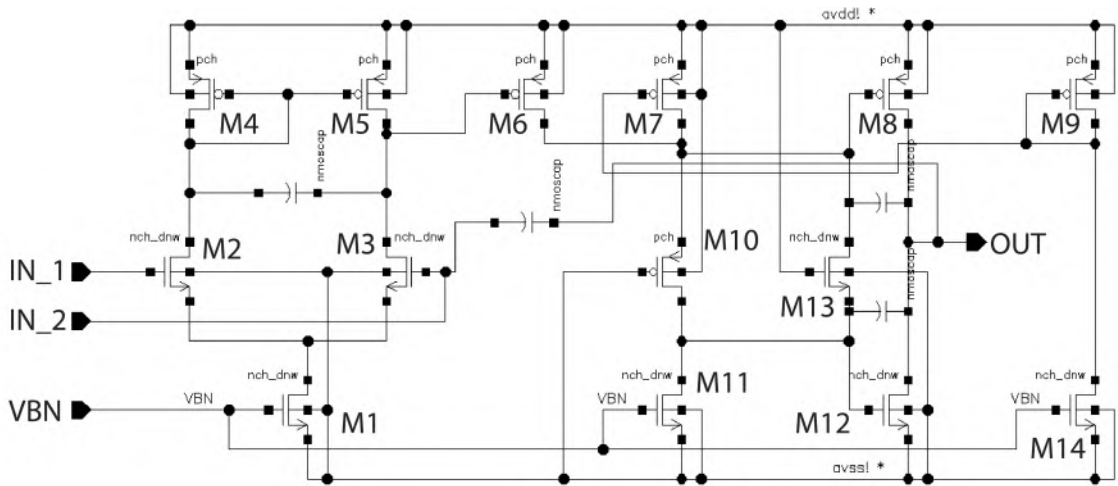 avdd! *
pch
pch
pch
pch
pch
pch
M4
M5
M6
M7
M8
M9
nmoscap
nmoscap
nmoscap
nch_dnw
M2
M3
nch_dnw
pch
M10
nch_dnw
IN_1
OUT
M13
nmoscap
IN_2
nch_dnw
nch_dnw
M11
nch_dnw
nch_dnw
VBN
VBN
M1
VBN
M12
VBN
M14
avss! *